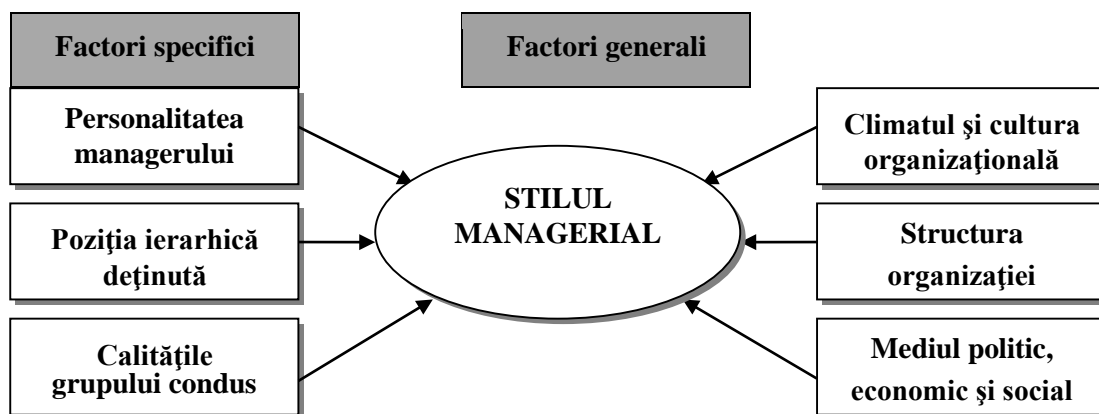 Factori specifici
Factori generali
Personalitatea
managerului
Poziţia ierarhică
deţinută
Calităţile
grupului condus
STILUL
MANAGERIAL
Climatul şi cultura
organizaţională
Structura
organizaţiei
Mediul politic,
economic şi social